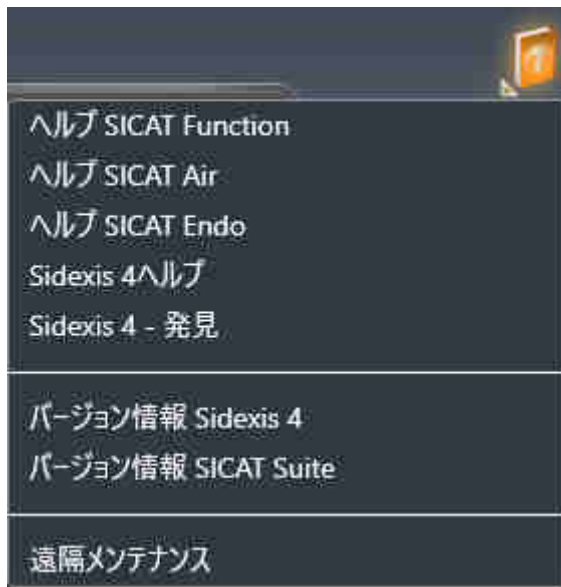 ヘルプ SICAT Function
ヘルプ SICAT Air
ヘルプ SICAT Endo
Sidexis 4ヘルプ
Sidexis 4 - 発見
バージョン情報 Sidexis 4
バージョン情報 SICAT Suite
遠隔メンテナンス